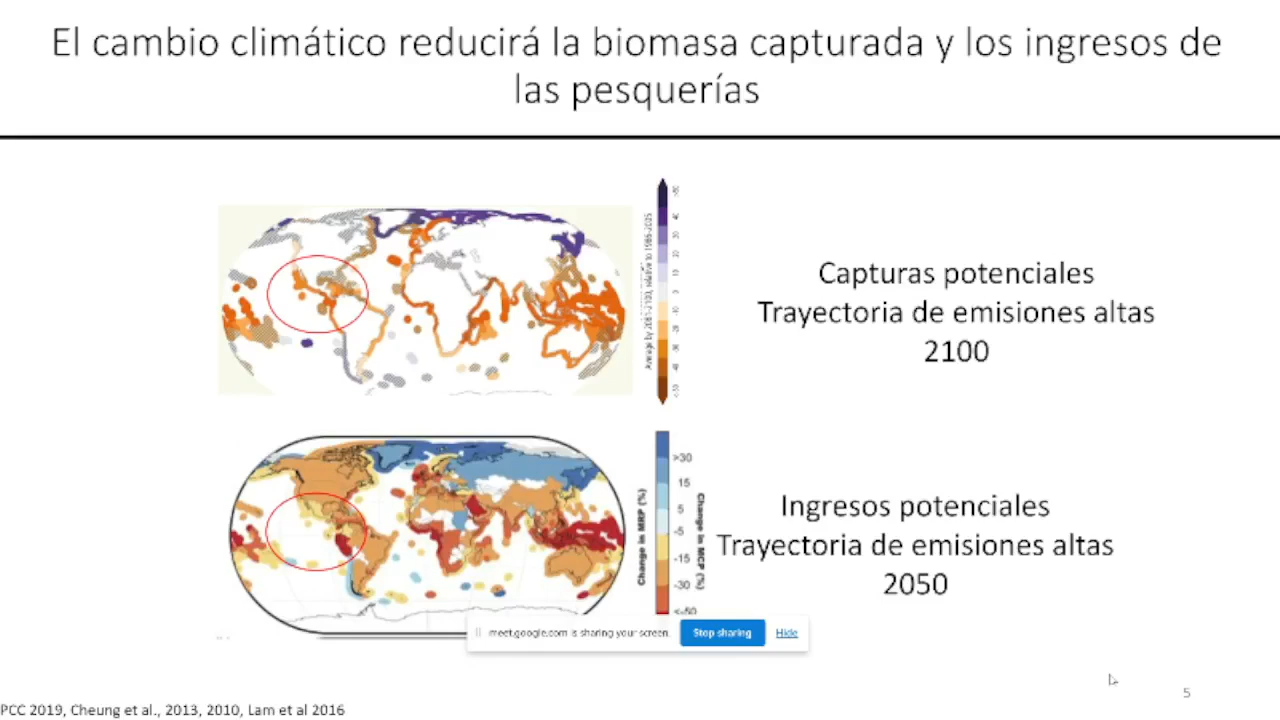 El cambio climático reducirá la biomasa capturada y los ingresos de
las pesquerías
Capturas potenciales
Trayectoria de emisiones altas
2100
>30
15
5
-5
-15
-30
<-50
Change in MRP (%)
Change in MCP (%)
Ingresos potenciales
Trayectoria de emisiones altas
2050
meet.google.com is sharing your screen.
Stop sharing
Hide
5
PCC 2019, Cheung et al., 2013, 2010, Lam et al 2016